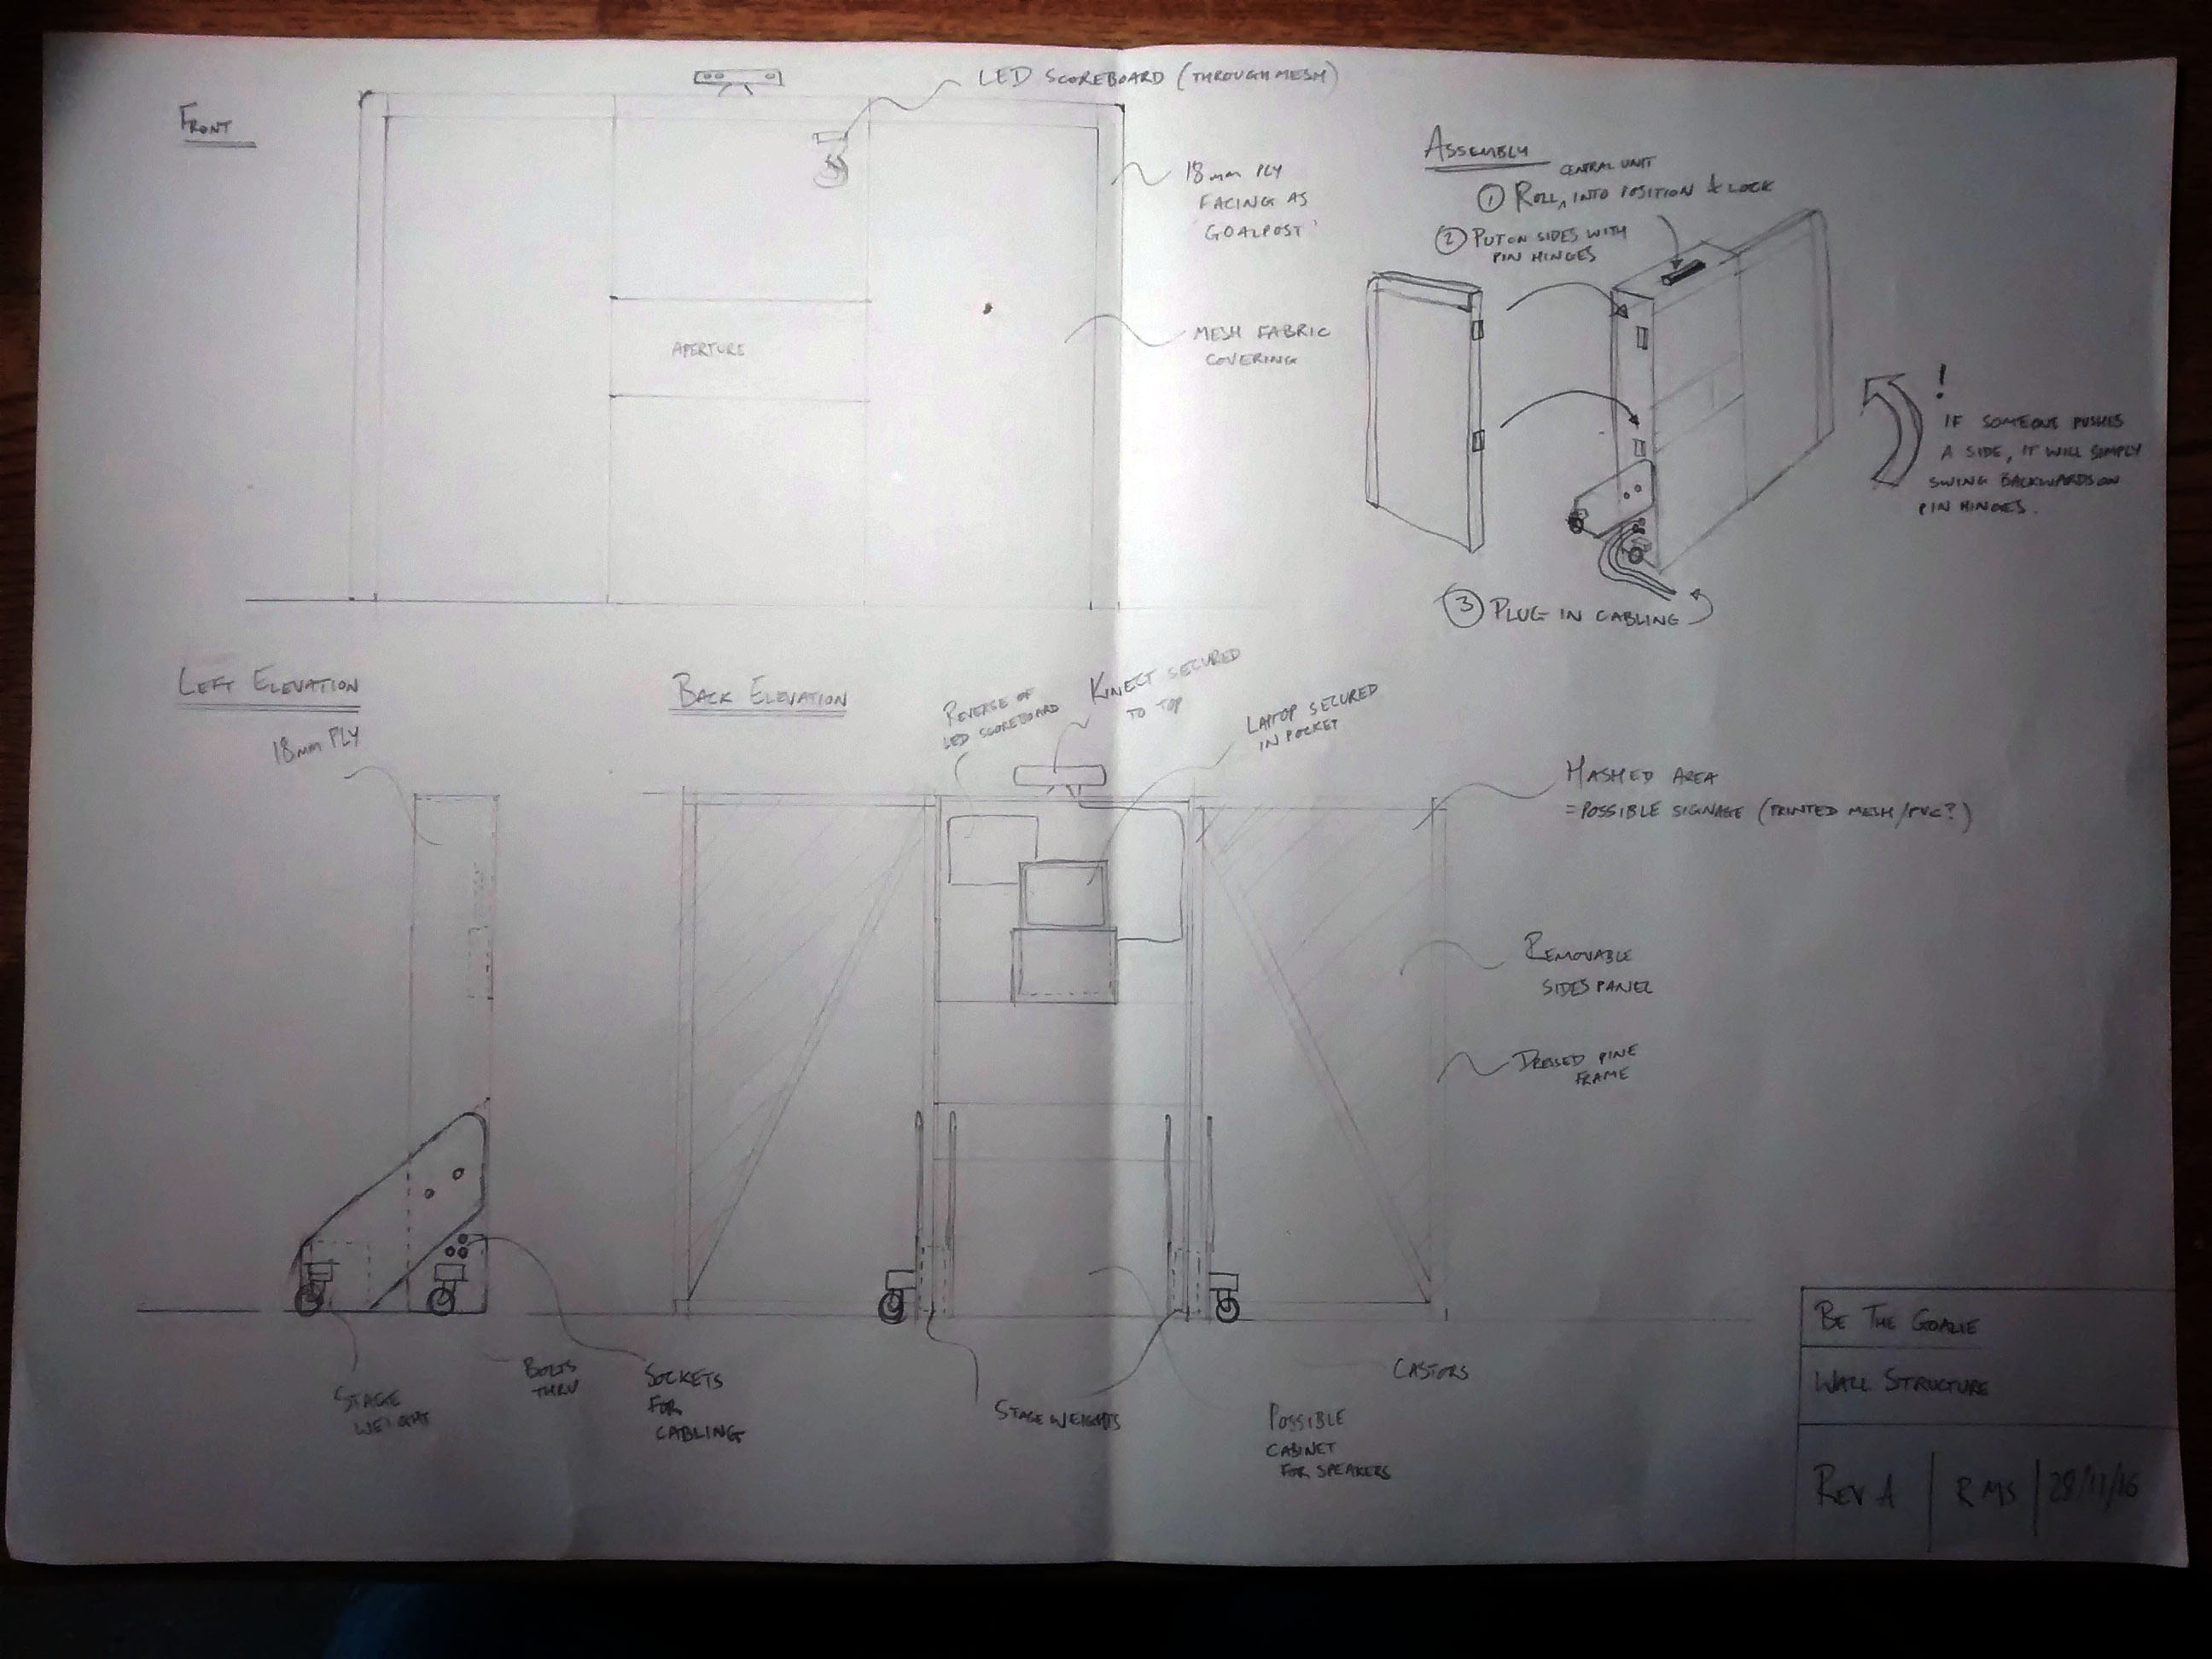 FRONT
LED SCOREBOARD (THROUGH MESH)
18mm PLY
FACING AS
'GOALPOST'
APERTURE
MESH FABRIC
COVERING
ASSEMBLY
CENTRAL UNIT
① ROLL ^ INTO POSITION & LOCK
② PUT ON SIDES WITH
PIN HINGES
!
IF SOMEONE PUSHES
A SIDE, IT WILL SIMPLY
SWING BACKWARDS ON
PIN HINGES.
③ PLUG IN CABLING
LEFT ELEVATION
18mm PLY
BACK ELEVATION
REVERSE OF
LED SCOREBOARD
KINECT SECURED
TO TOP
LAPTOP SECURED
IN POCKET
HASHED AREA
= POSSIBLE SIGNAGE (PRINTED MESH/PVC?)
REMOVABLE
SIDES PANEL
DRESSED PINE
FRAME
STAGE
WEIGHT
BOLTS
THRU
SOCKETS
FOR
CABLING
STAGE WEIGHTS
POSSIBLE
CABINET
FOR SPEAKERS
CASTORS
BE THE GOALIE
WALL STRUCTURE
REV A | RMS | 28/11/16